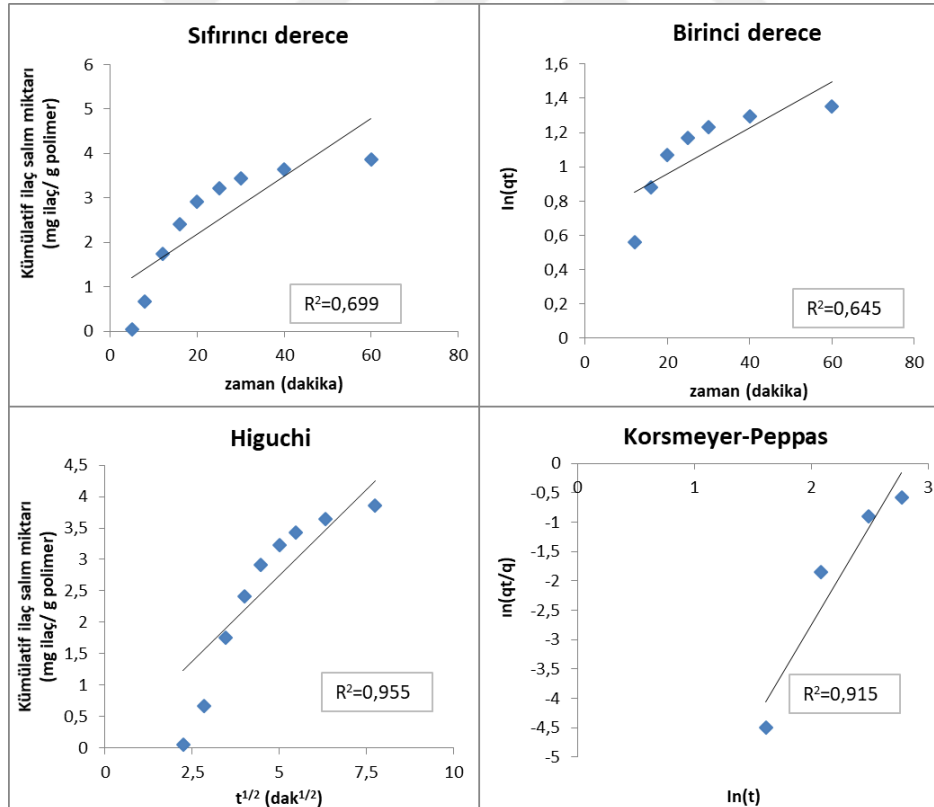 Sıfırıncı derece
Kümülatif ilaç salım miktarı
(mg ilaç/ g polimer)
6
5
4
3
2
1
0
0 20 40 60 80
R²=0,699
zaman (dakika)
Birinci derece
ln(qt)
1,6
1,4
1,2
1
0,8
0,6
0,4
0,2
0
0 20 40 60 80
R²=0,645
zaman (dakika)
Higuchi
Kümülatif ilaç salım miktarı
(mg ilaç/ g polimer)
4,5
4
3,5
3
2,5
2
1,5
1
0,5
0
0 2,5 5 7,5 10
R²=0,955
t¹/² (dak¹/²)
Korsmeyer-Peppas
ln(qt/q)
0
-0,5
-1
-1,5
-2
-2,5
-3
-3,5
-4
-4,5
-5
0 1 2 3
R²=0,915
ln(t)